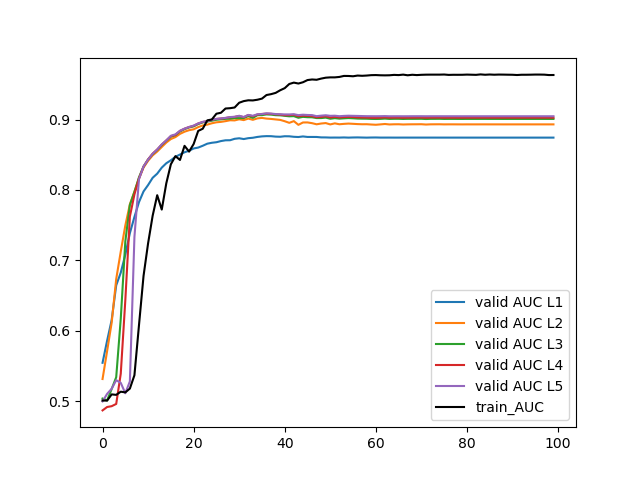 0.9
0.8
0.7
0.6
0.5
0
20
40
60
80
100
valid AUC L1
valid AUC L2
valid AUC L3
valid AUC L4
valid AUC L5
train_AUC